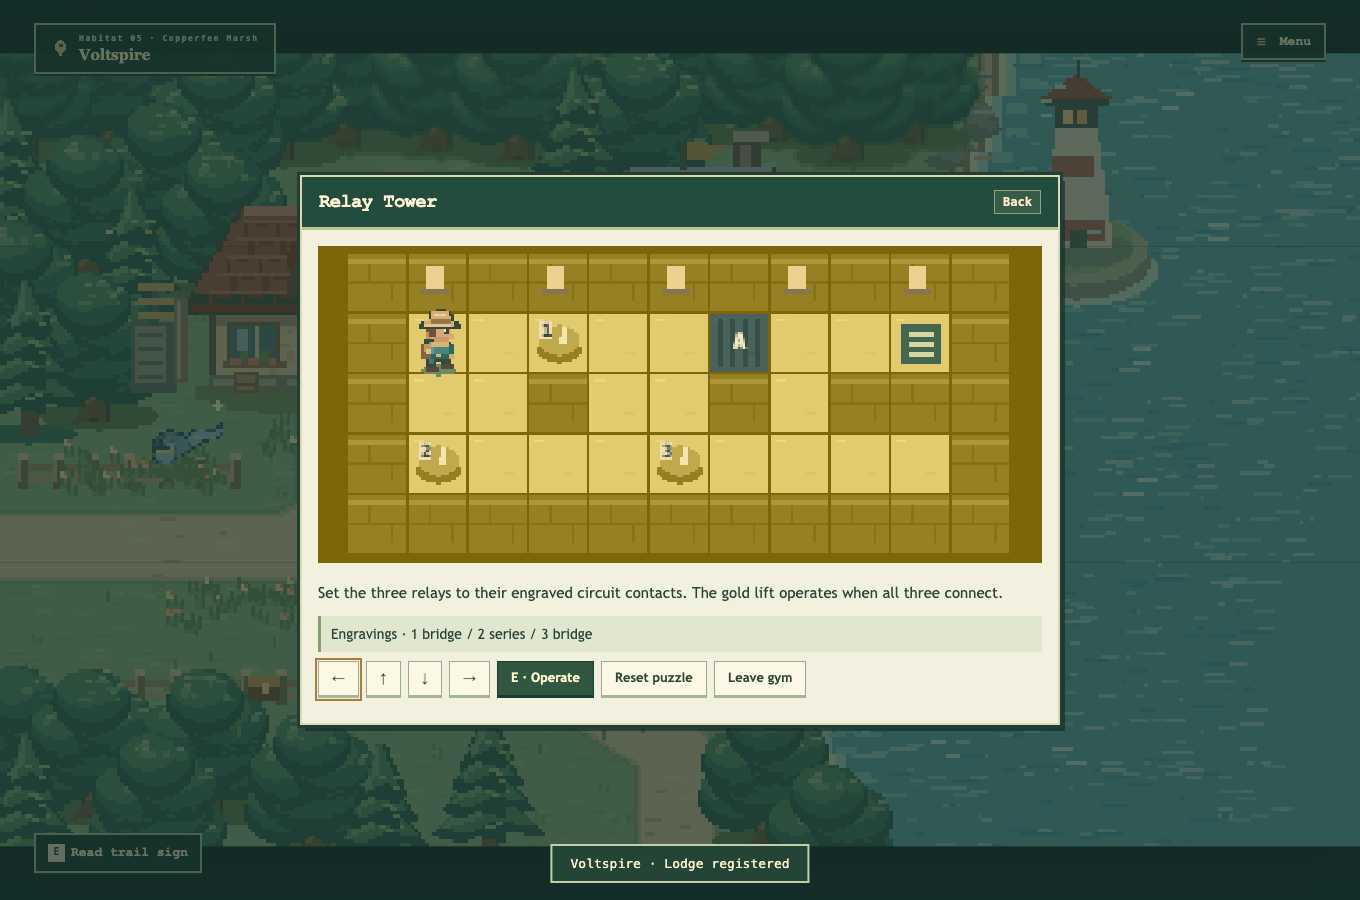 Habitat 05 · Copperfen Marsh
Voltspire
≡ Menu
Relay Tower
Back
1
A
2
3
Set the three relays to their engraved circuit contacts. The gold lift operates when all three connect.
Engravings · 1 bridge / 2 series / 3 bridge
← ↑ ↓ → E · Operate Reset puzzle Leave gym
E Read trail sign
Voltspire · Lodge registered